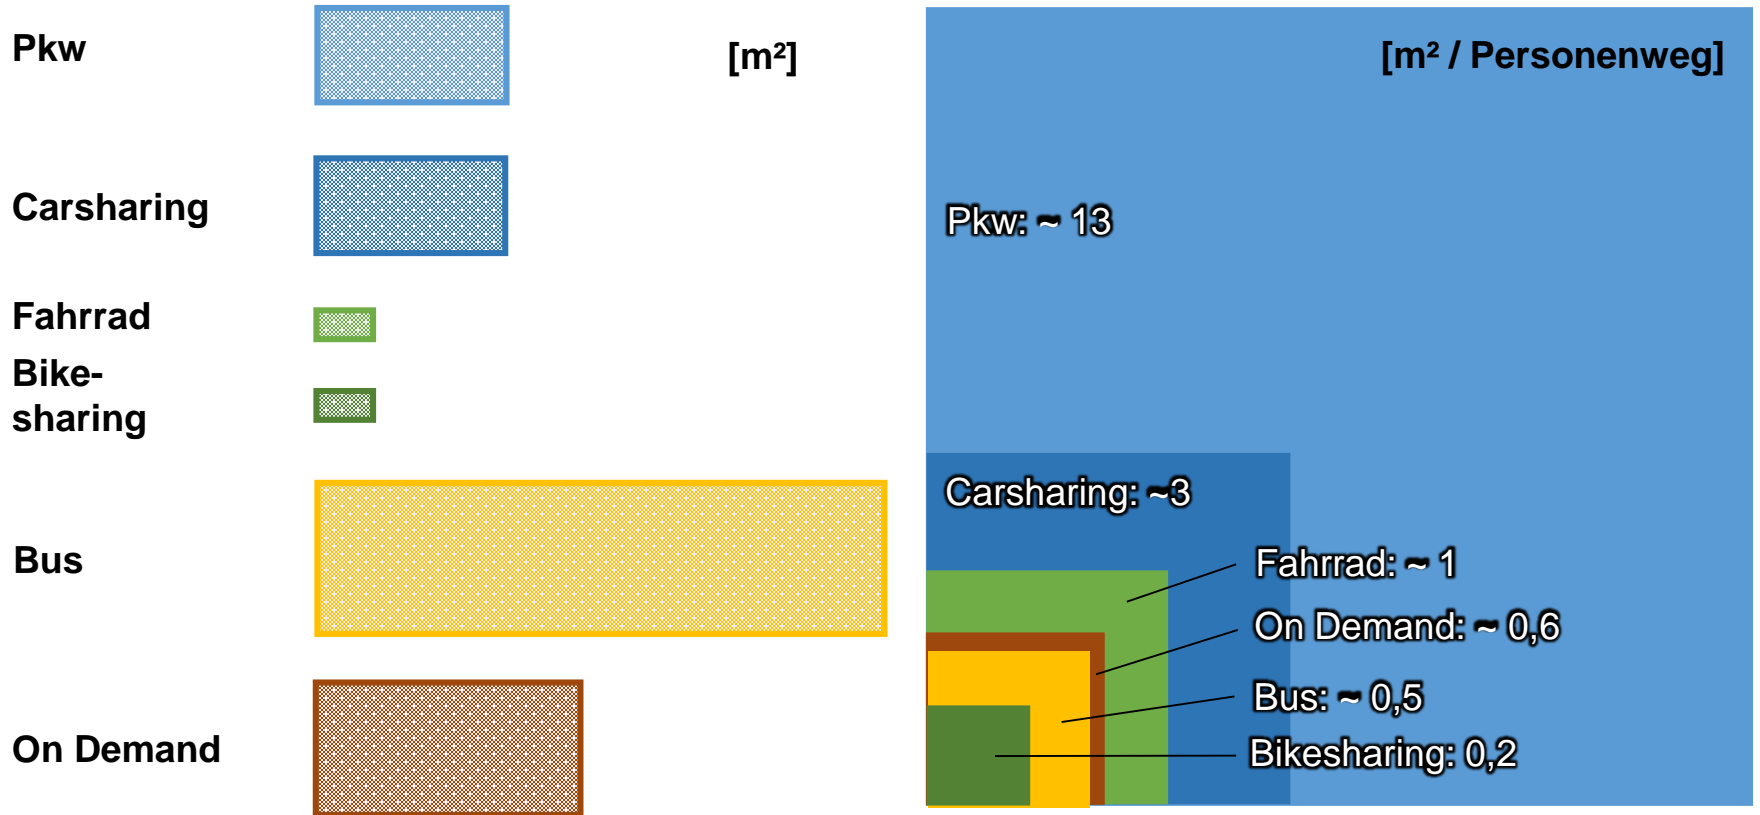 Pkw
Carsharing
Fahrrad
Bike-
sharing
Bus
On Demand
[m²]
[m² / Personenweg]
Pkw: ~ 13
Carsharing: ~3
Fahrrad: ~ 1
On Demand: ~ 0,6
Bus: ~ 0,5
Bikesharing: 0,2